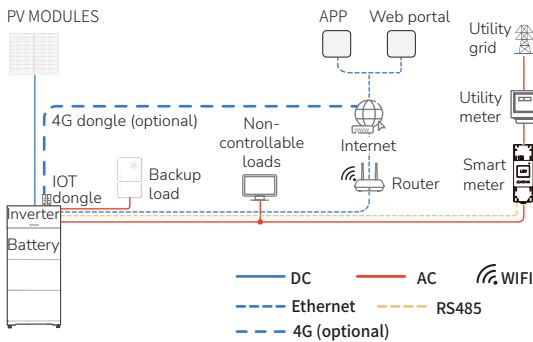 PV MODULES
APP
Web portal
Utility
grid
4G dongle (optional)
Non-
controllable
loads
Internet
Utility
meter
IOT
dongle
Backup
load
Router
Smart
meter
Inverter
Battery
DC
AC
WIFI
Ethernet
RS485
4G (optional)